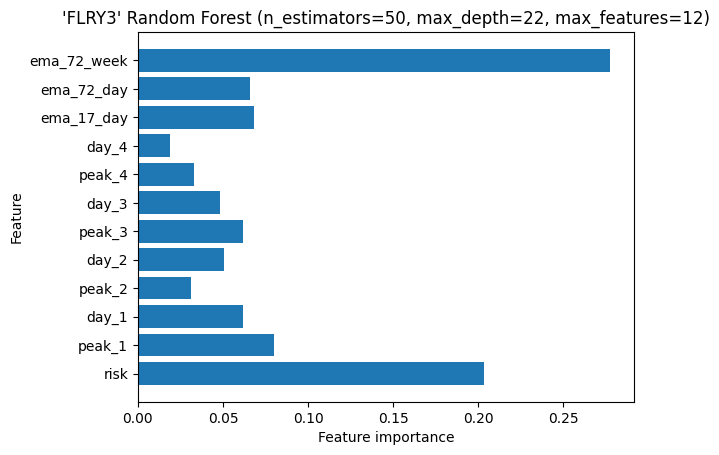 'FLRY3' Random Forest (n_estimators=50, max_depth=22, max_features=12)
ema_72_week
ema_72_day
ema_17_day
day_4
peak_4
day_3
peak_3
day_2
peak_2
day_1
peak_1
risk
Feature
0.00 0.05 0.10 0.15 0.20 0.25
Feature importance